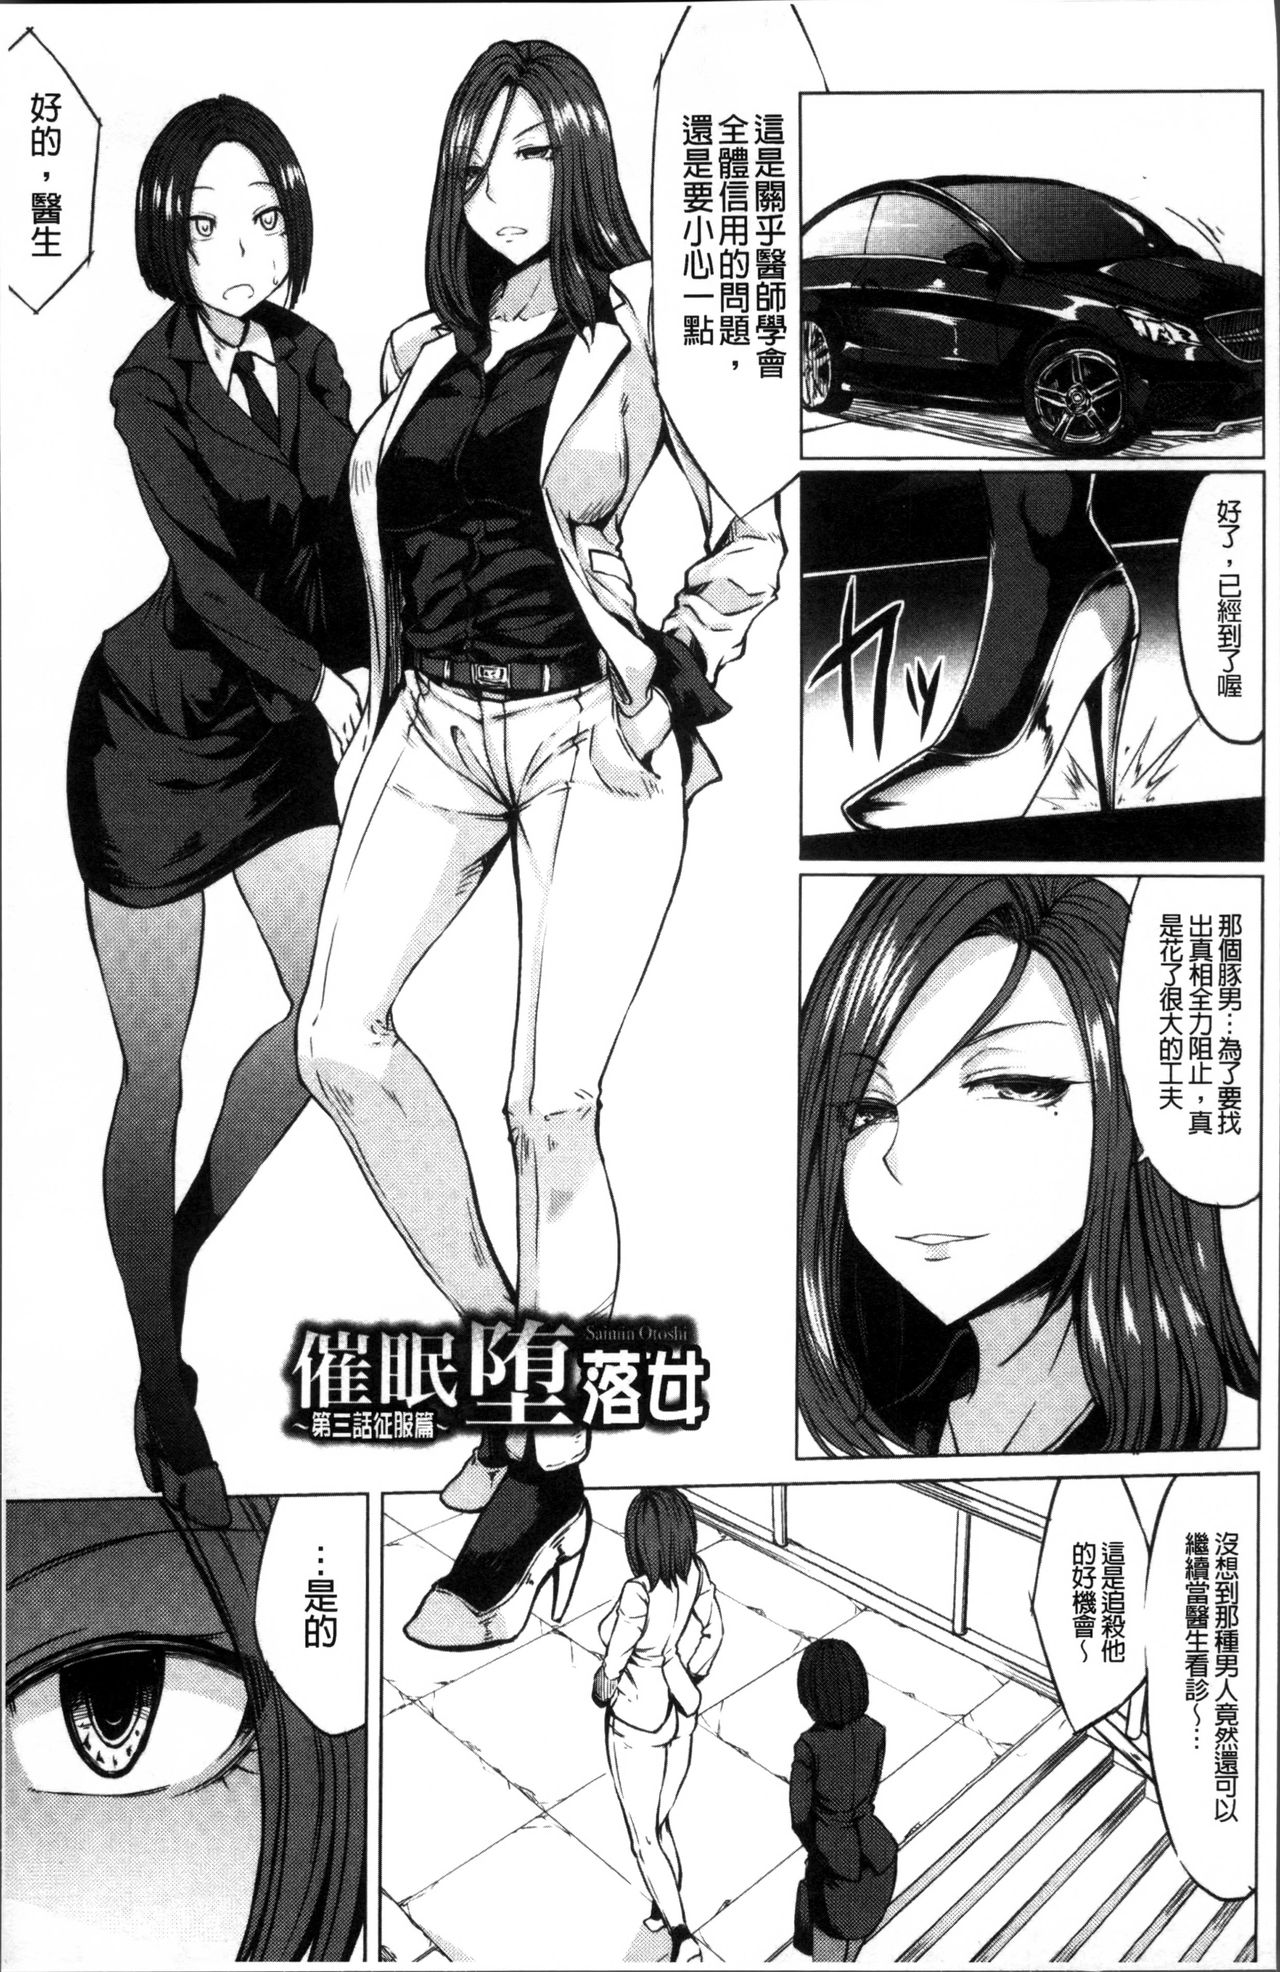 好了，已經到了喔
ガッ
那個豚男…為了要找
出真相全力阻止，真
是花了很大的工夫
這是關乎醫師學會
全體信用的問題，
還是要小心一點
好的，醫生
催眠堕
Saimin Otoshi
落女
～第三話征服篇～
沒想到那種男人竟然還可以
繼續當醫生看診～…
這是追殺他
的好機會～
…是的